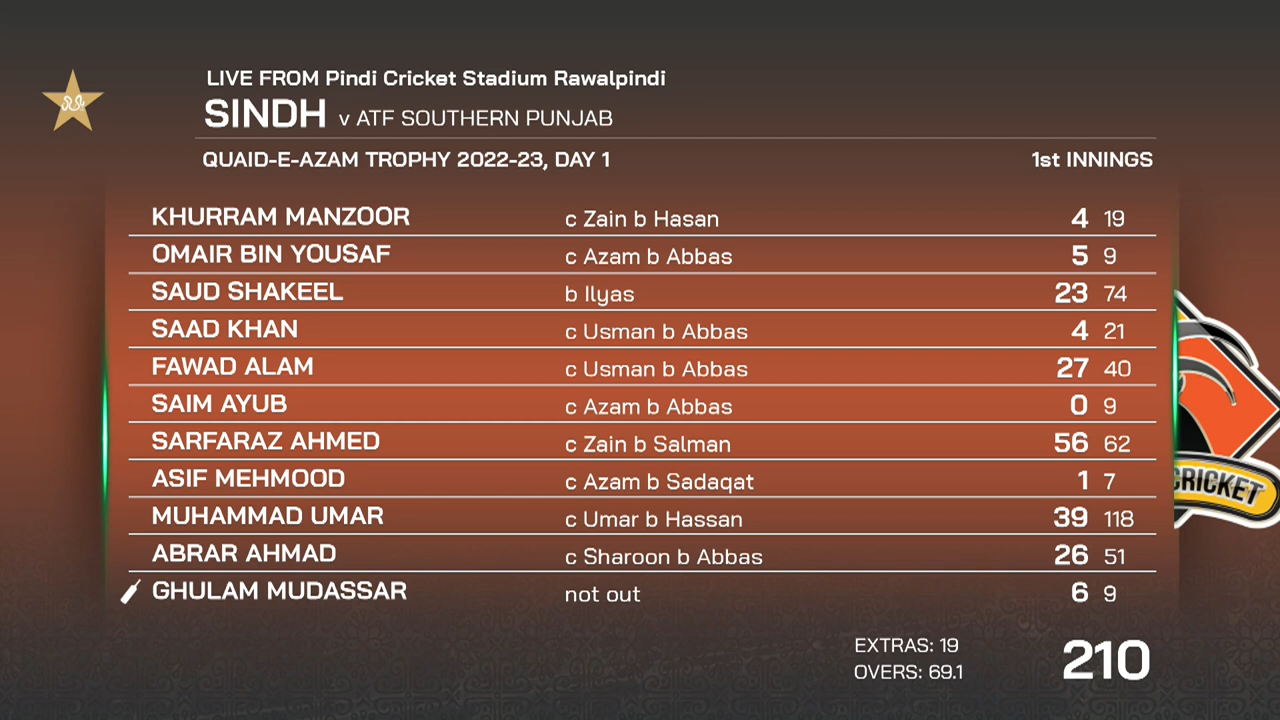 LIVE FROM Pindi Cricket Stadium Rawalpindi
SINDH v ATF SOUTHERN PUNJAB
QUAID-E-AZAM TROPHY 2022-23, DAY 1 1st INNINGS
KHURRAM MANZOOR c Zain b Hasan 4 19
OMAIR BIN YOUSAF c Azam b Abbas 5 9
SAUD SHAKEEL b Ilyas 23 74
SAAD KHAN c Usman b Abbas 4 21
FAWAD ALAM c Usman b Abbas 27 40
SAIM AYUB c Azam b Abbas 0 9
SARFARAZ AHMED c Zain b Salman 56 62
ASIF MEHMOOD c Azam b Sadaqat 1 7
CRICKET
MUHAMMAD UMAR c Umar b Hassan 39 118
ABRAR AHMAD c Sharoon b Abbas 26 51
GHULAM MUDASSAR not out 6 9
EXTRAS: 19
OVERS: 69.1
210